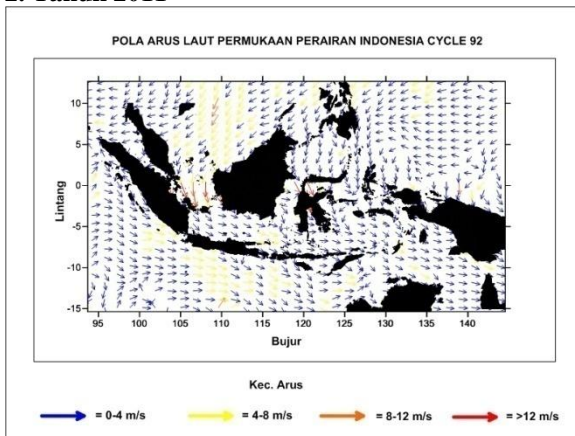 2. Tahun 2011
POLA ARUS LAUT PERMUKAAN PERAIRAN INDONESIA CYCLE 92
10
5
0
-5
-10
-15
Lintang
95 100 105 110 115 120 125 130 135 140
Bujur
Kec. Arus
= 0-4 m/s = 4-8 m/s = 8-12 m/s = >12 m/s